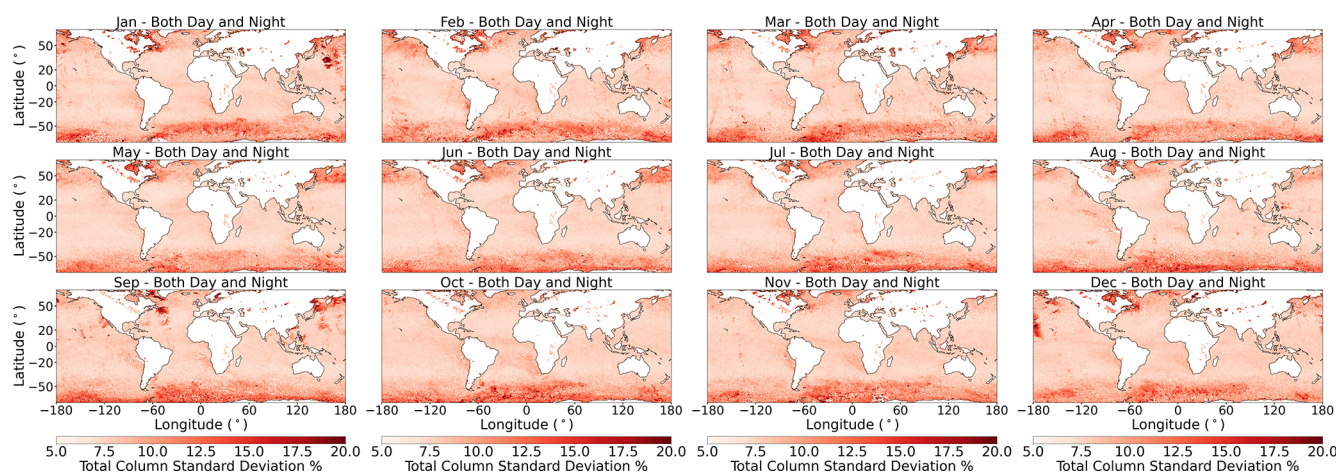 Jan - Both Day and Night
Feb - Both Day and Night
Mar - Both Day and Night
Apr - Both Day and Night
Latitude (°)
50
20
0
−20
−50
May - Both Day and Night
Jun - Both Day and Night
Jul - Both Day and Night
Aug - Both Day and Night
Latitude (°)
50
20
0
−20
−50
Sep - Both Day and Night
Oct - Both Day and Night
Nov - Both Day and Night
Dec - Both Day and Night
Latitude (°)
50
20
0
−20
−50
−180 −120 −60 0 60 120 180
−180 −120 −60 0 60 120 180
−180 −120 −60 0 60 120 180
−180 −120 −60 0 60 120 180
Longitude (°)
Longitude (°)
Longitude (°)
Longitude (°)
5.0 7.5 10.0 12.5 15.0 17.5 20.0
5.0 7.5 10.0 12.5 15.0 17.5 20.0
5.0 7.5 10.0 12.5 15.0 17.5 20.0
5.0 7.5 10.0 12.5 15.0 17.5 20.
Total Column Standard Deviation %
Total Column Standard Deviation %
Total Column Standard Deviation %
Total Column Standard Deviation %